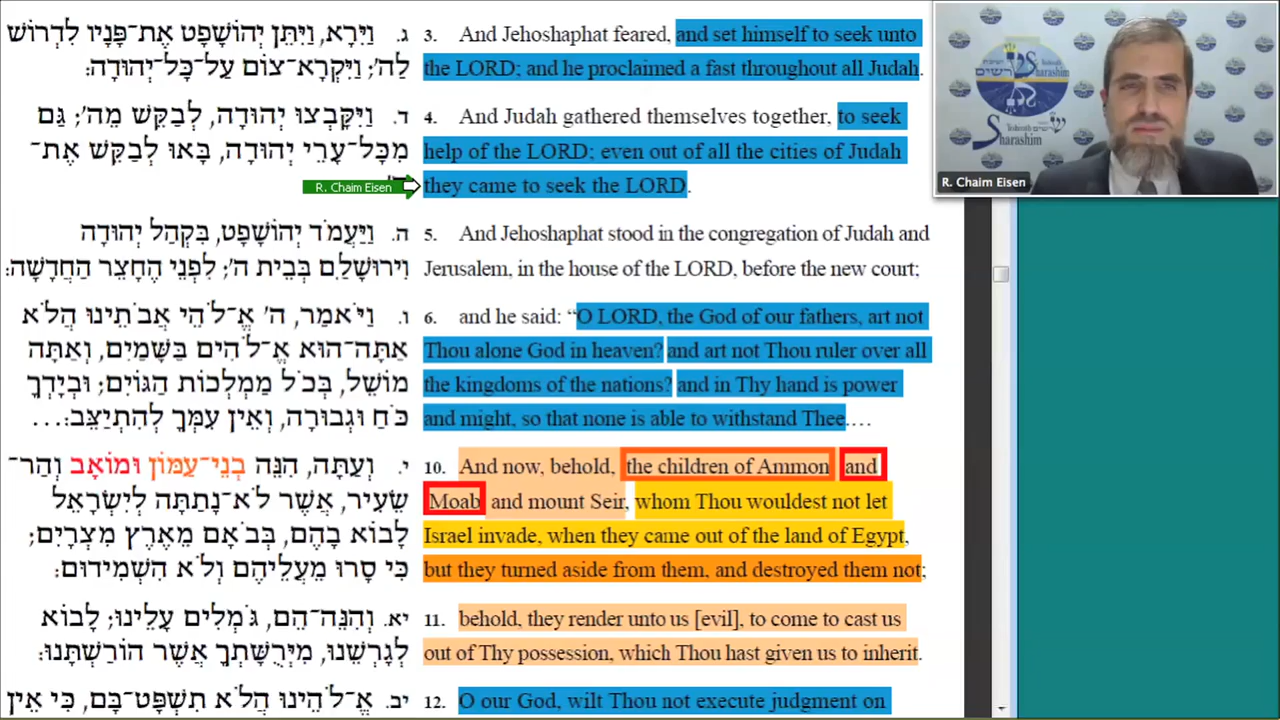 ג. וַיִּרָא, וַיִּתֵּן יְהוֹשָׁפָט אֶת־פָּנָיו לִדְרוֹשׁ
לַה'; וַיִּקְרָא־צוֹם עַל־כָּל־יְהוּדָה:
3. And Jehoshaphat feared, and set himself to seek unto
the LORD; and he proclaimed a fast throughout all Judah.
ד. וַיִּקָּבְצוּ יְהוּדָה, לְבַקֵּשׁ מֵה'; גַּם
מִכָּל־עָרֵי יְהוּדָה, בָּאוּ לְבַקֵּשׁ אֶת־
4. And Judah gathered themselves together, to seek
help of the LORD; even out of all the cities of Judah
they came to seek the LORD.
R. Chaim Eisen
ה. וַיַּעֲמֹד יְהוֹשָׁפָט, בִּקְהַל יְהוּדָה
וִירוּשָׁלַ‍ִם בְּבֵית ה'; לִפְנֵי הֶחָצֵר הַחֲדָשָׁה:
5. And Jehoshaphat stood in the congregation of Judah and
Jerusalem, in the house of the LORD, before the new court;
ו. וַיֹּאמַר, ה' אֱ־לֹהֵי אֲבֹתֵינוּ הֲלֹא
אַתָּה־הוּא אֱ־לֹהִים בַּשָּׁמַיִם, וְאַתָּה
מוֹשֵׁל, בְּכֹל מַמְלְכוֹת הַגּוֹיִם; וּבְיָדְךָ
כֹּחַ וּגְבוּרָה, וְאֵין עִמְּךָ לְהִתְיַצֵּב:...
6. and he said: “O LORD, the God of our fathers, art not
Thou alone God in heaven? and art not Thou ruler over all
the kingdoms of the nations? and in Thy hand is power
and might, so that none is able to withstand Thee.…
י. וְעַתָּה, הִנֵּה בְנֵי־עַמּוֹן וּמוֹאָב וְהַר־
שֵׂעִיר, אֲשֶׁר לֹא־נָתַתָּה לְיִשְׂרָאֵל
לָבוֹא בָהֶם, בְּבֹאָם מֵאֶרֶץ מִצְרָיִם;
כִּי סָרוּ מֵעֲלֵיהֶם וְלֹא הִשְׁמִידוּם:
10. And now, behold, the children of Ammon and
Moab and mount Seir, whom Thou wouldest not let
Israel invade, when they came out of the land of Egypt,
but they turned aside from them, and destroyed them not;
יא. וְהִנֵּה־הֵם, גֹּמְלִים עָלֵינוּ; לָבוֹא
לְגָרְשֵׁנוּ, מִיְּרֻשָּׁתְךָ אֲשֶׁר הוֹרַשְׁתָּנוּ:
11. behold, they render unto us [evil], to come to cast us
out of Thy possession, which Thou hast given us to inherit.
יב. אֱ־לֹהֵינוּ הֲלֹא תִשְׁפָּט־בָּם, כִּי אֵין
12. O our God, wilt Thou not execute judgment on
Yeshivath
Sharashim
R. Chaim Eisen